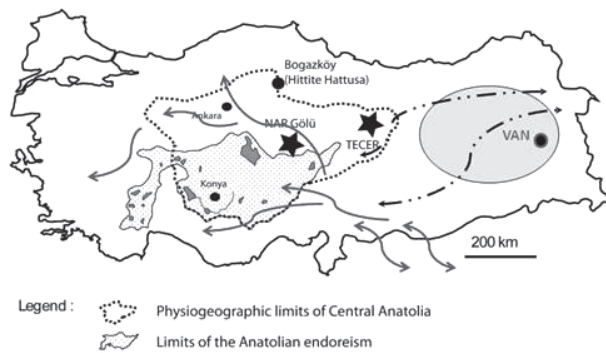 Bogazköy
(Hittite Hattusa)
Ankara
NAR Gölü
TECER
VAN
Konya
200 km
Legend :
Physiogeographic limits of Central Anatolia
Limits of the Anatolian endoreism